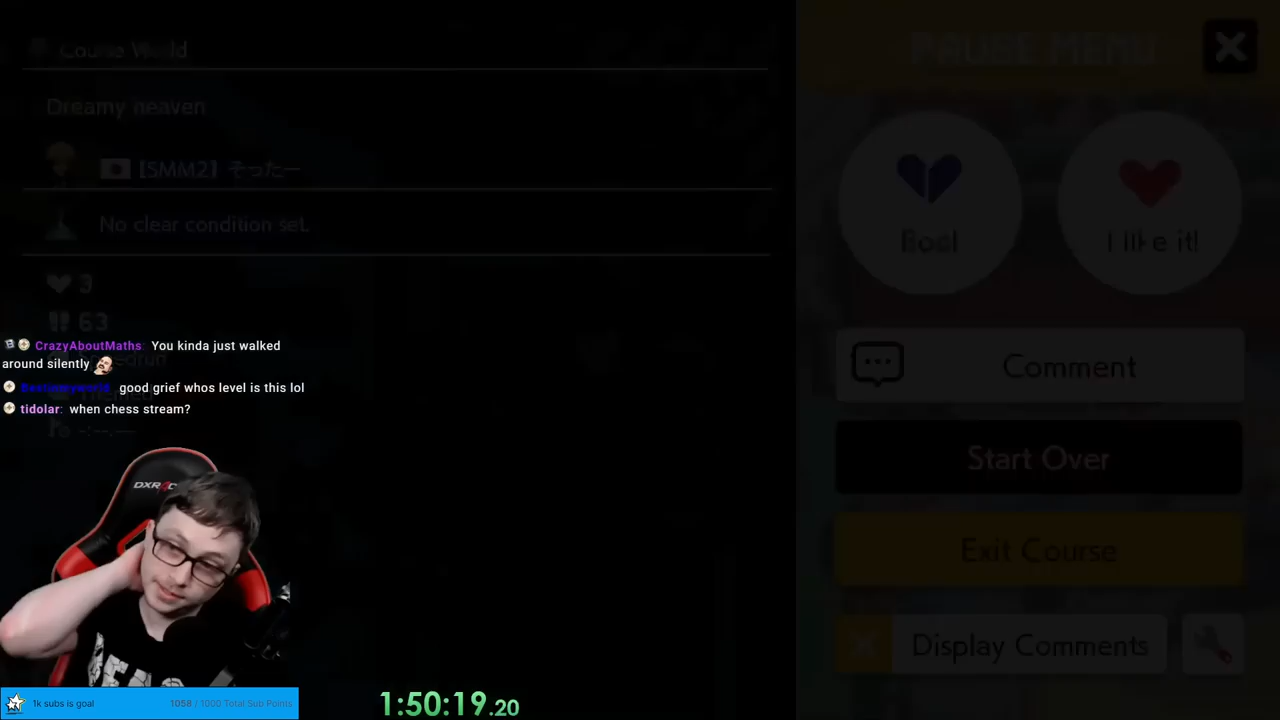 Course World
PAUSE MENU
Dreamy heaven
[SMM2] そったー
No clear condition set.
Boo!
I like it!
3
63
CrazyAboutMaths: You kinda just walked
around silently
good grief whos level is this lol
tidolar: when chess stream?
Themed
-:--.---
Comment
Start Over
Exit Course
Display Comments
DXR
1k subs is goal
1058 / 1000 Total Sub Points
1:50:19.20